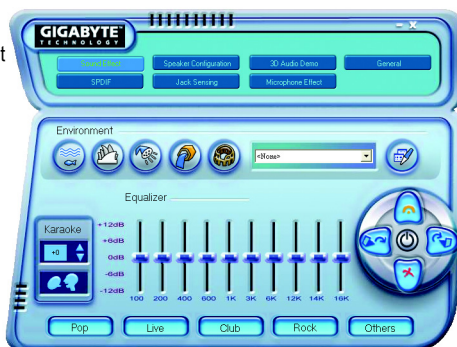 GIGABYTE™
TECHNOLOGY
t
Sound Effect Speaker Configuration 3D Audio Demo General
SPDIF Jack Sensing Microphone Effect
Environment
<None>
Equalizer
Karaoke
+0
+12dB
+6dB
0dB
-6dB
-12dB
100 200 400 600 1K 3K 6K 12K 14K 16K
Pop Live Club Rock Others